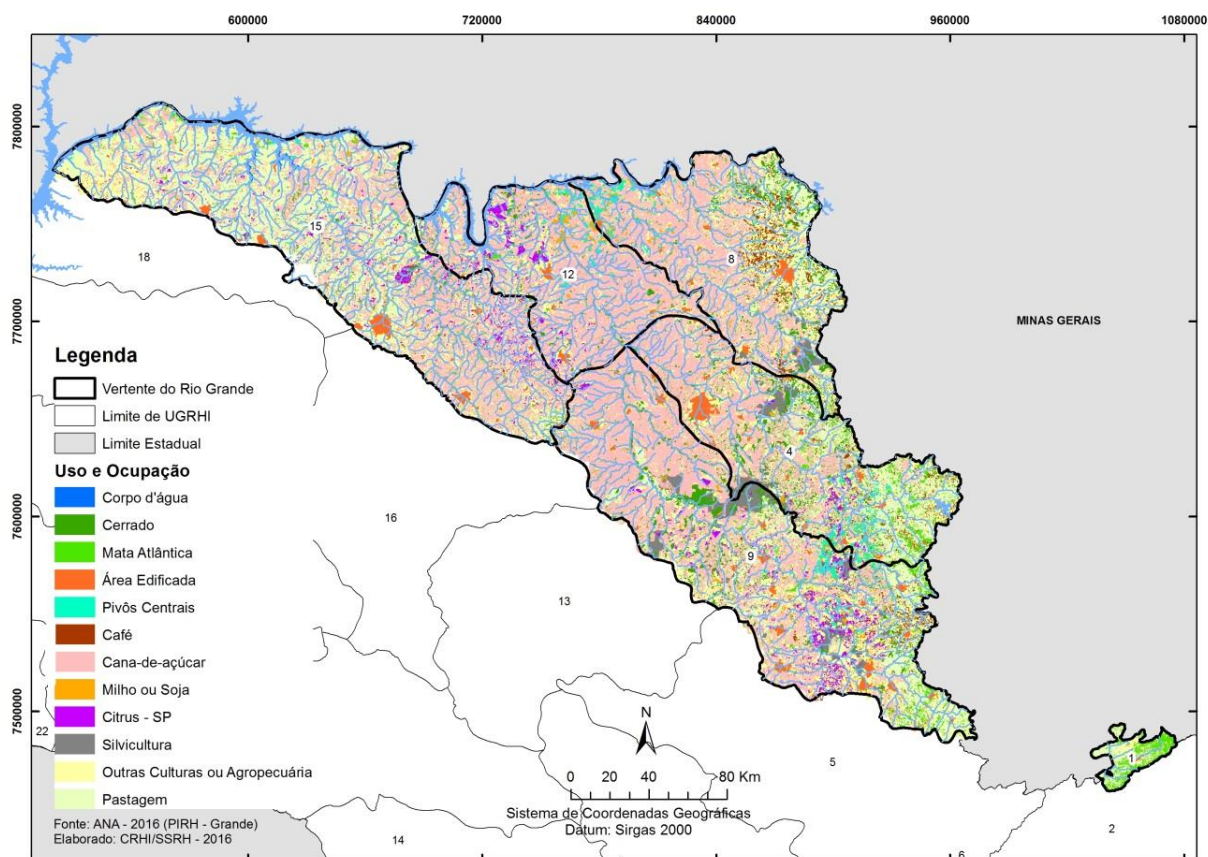 600000 720000 840000 960000 1080000
7800000
7700000
7600000
7500000
15
18
12
8
MINAS GERAIS
4
16
9
13
22
5
1
14
2
6
Legenda
Vertente do Rio Grande
Limite de UGRHI
Limite Estadual
Uso e Ocupação
Corpo d'água
Cerrado
Mata Atlântica
Área Edificada
Pivôs Centrais
Café
Cana-de-açúcar
Milho ou Soja
Citrus - SP
Silvicultura
Outras Culturas ou Agropecuária
Pastagem
Fonte: ANA - 2016 (PIRH - Grande)
Elaborado: CRHI/SSRH - 2016
N
0 20 40 80 Km
Sistema de Coordenadas Geográficas
Datum: Sirgas 2000